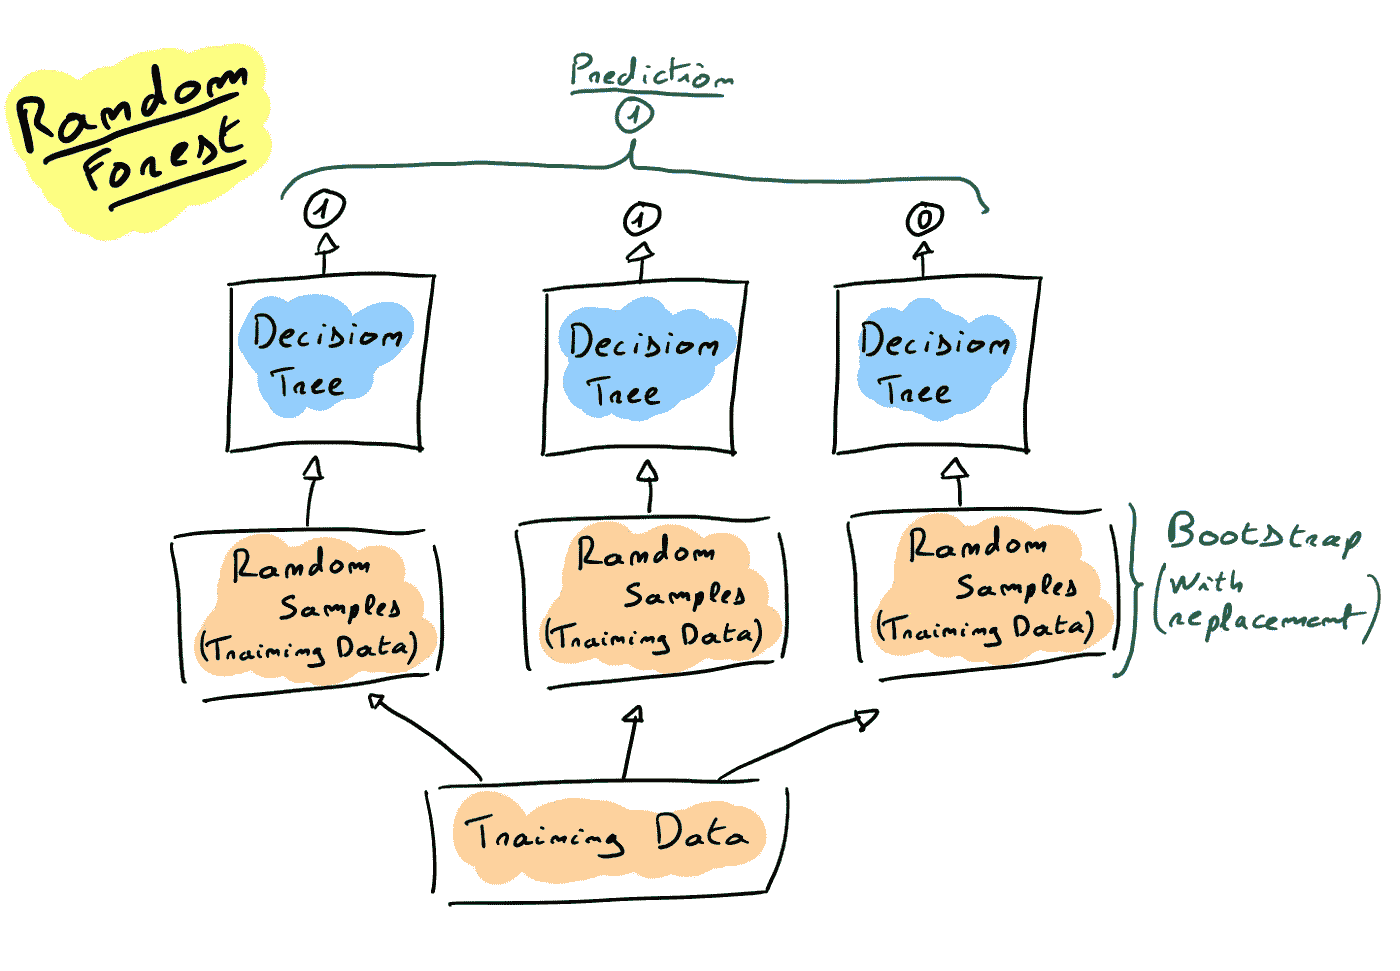 Random
Forest
Prediction
1
1
1
0
Decision
Tree
Decision
Tree
Decision
Tree
Random
Samples
(Training Data)
Random
Samples
(Training Data)
Random
Samples
(Training Data)
Bootstrap
(with
replacement)
Training Data